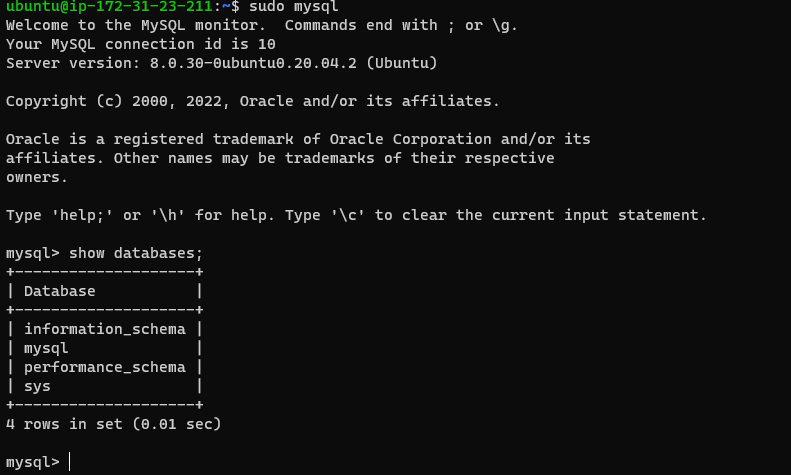 ubuntu@ip-172-31-23-211:~$ sudo mysql
Welcome to the MySQL monitor.  Commands end with ; or \g.
Your MySQL connection id is 10
Server version: 8.0.30-0ubuntu0.20.04.2 (Ubuntu)

Copyright (c) 2000, 2022, Oracle and/or its affiliates.

Oracle is a registered trademark of Oracle Corporation and/or its
affiliates. Other names may be trademarks of their respective
owners.

Type 'help;' or '\h' for help. Type '\c' to clear the current input statement.

mysql> show databases;
+--------------------+
| Database           |
+--------------------+
| information_schema |
| mysql              |
| performance_schema |
| sys                |
+--------------------+
4 rows in set (0.01 sec)

mysql>